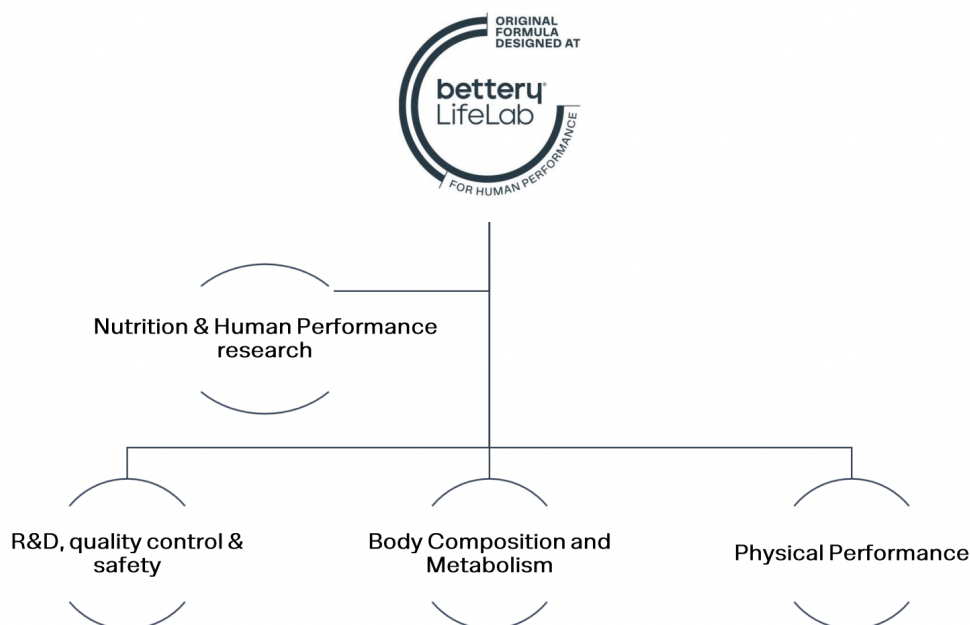 ORIGINAL
FORMULA
DESIGNED AT
bettery®
LifeLab
FOR HUMAN PERFORMANCE
Nutrition & Human Performance
research
R&D, quality control &
safety
Body Composition and
Metabolism
Physical Performance